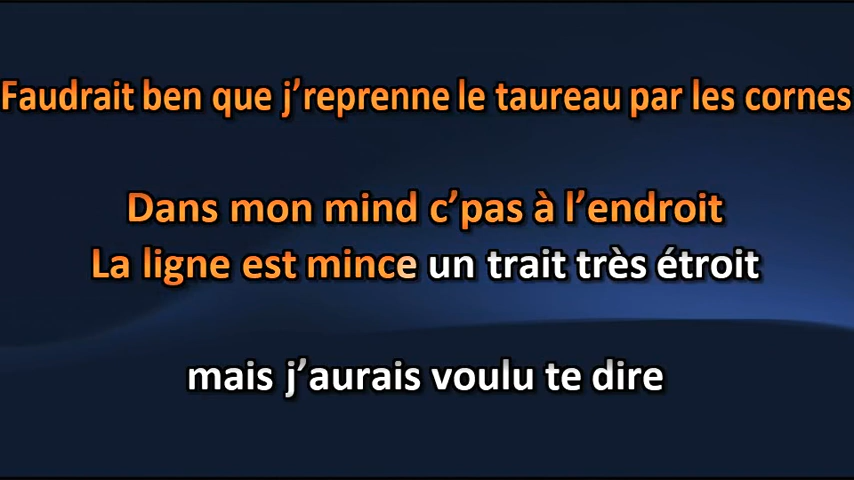 Faudrait ben que j’reprenne le taureau par les cornes
Dans mon mind c’pas à l’endroit
La ligne est mince un trait très étroit
mais j’aurais voulu te dire